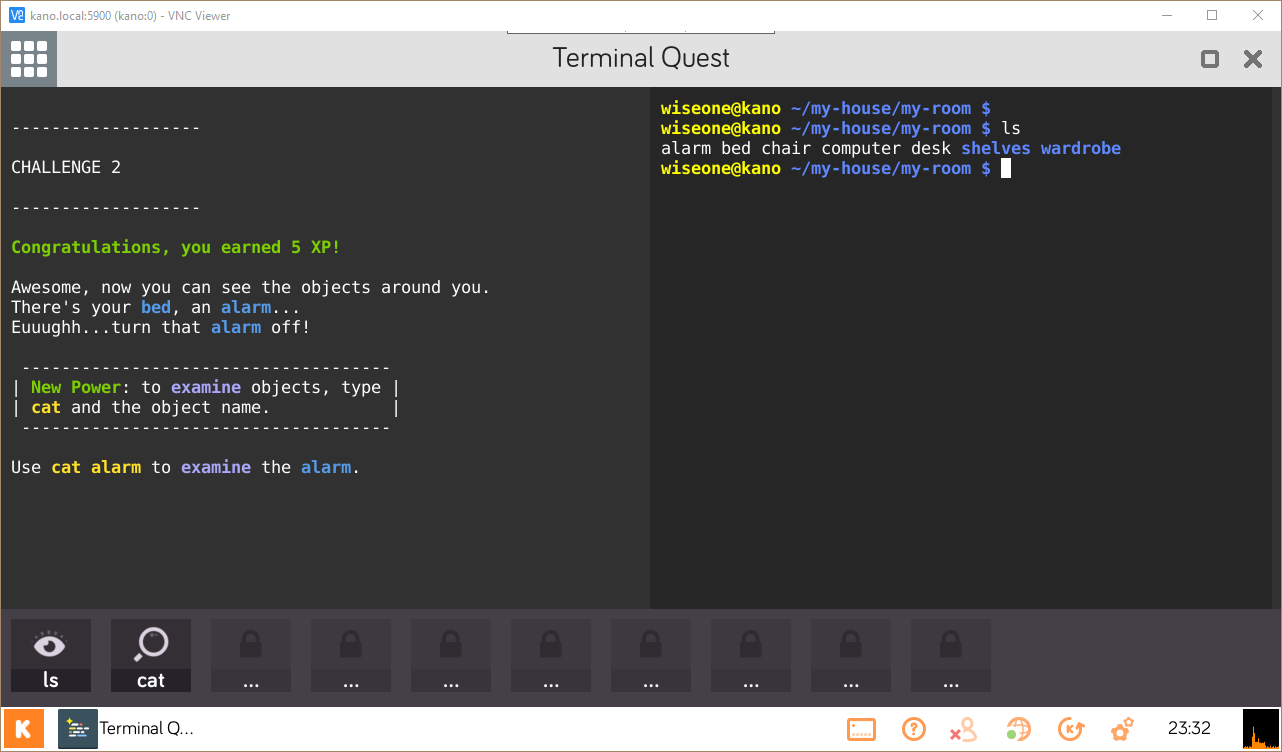 kano.local:5900 (kano:0) - VNC Viewer
Terminal Quest
-------------------
CHALLENGE 2
-------------------
Congratulations, you earned 5 XP!
Awesome, now you can see the objects around you.
There's your bed, an alarm...
Euuughh...turn that alarm off!
-------------------------------------
| New Power: to examine objects, type |
| cat and the object name. |
-------------------------------------
Use cat alarm to examine the alarm.
wiseone@kano ~/my-house/my-room $
wiseone@kano ~/my-house/my-room $ ls
alarm bed chair computer desk shelves wardrobe
wiseone@kano ~/my-house/my-room $
ls
cat
...
...
...
...
...
...
...
...
Terminal Q...
23:32